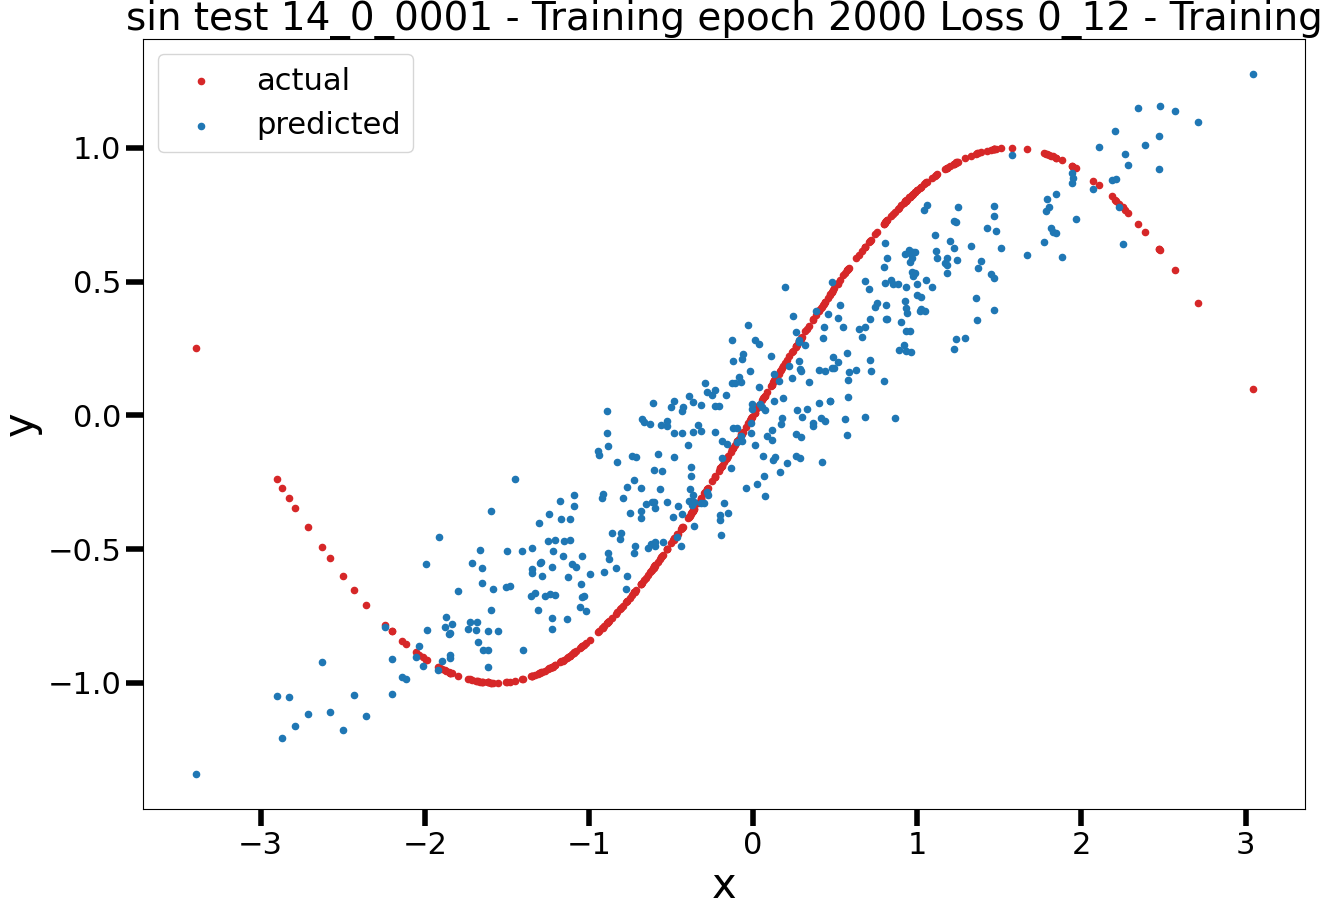 sin test 14_0_0001 - Training epoch 2000 Loss 0_12 - Training
actual
predicted
1.0
0.5
0.0
−0.5
−1.0
y
−3 −2 −1 0 1 2 3
x